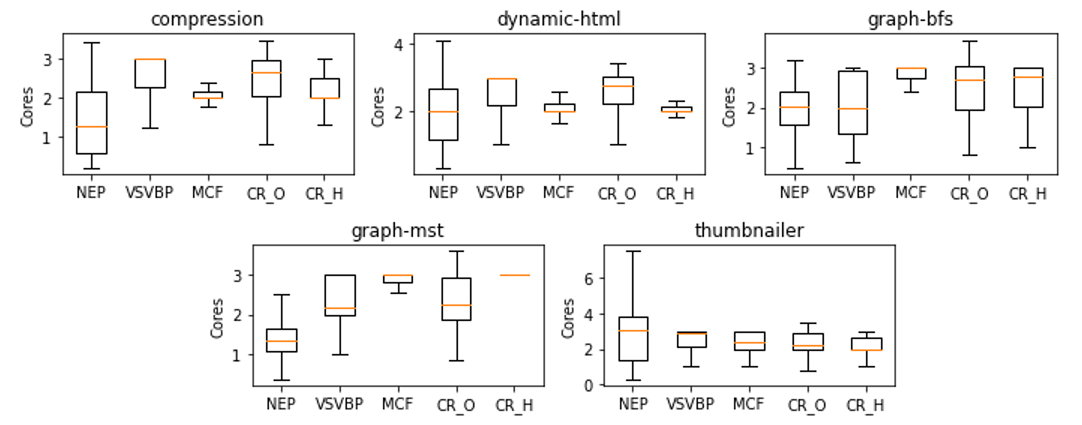 compression
Cores
3
2
1
NEP VSVBP MCF CR_O CR_H
dynamic-html
Cores
4
2
NEP VSVBP MCF CR_O CR_H
graph-bfs
Cores
3
2
1
NEP VSVBP MCF CR_O CR_H
graph-mst
Cores
3
2
1
NEP VSVBP MCF CR_O CR_H
thumbnailer
Cores
6
4
2
0
NEP VSVBP MCF CR_O CR_H